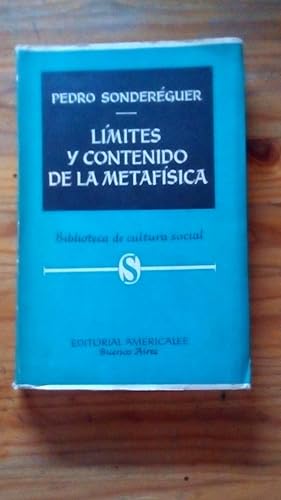 PEDRO SONDERÉGUER
LÍMITES
Y CONTENIDO
DE LA METAFÍSICA
Biblioteca de cultura social
S
EDITORIAL AMERICALEE
Buenos Aires